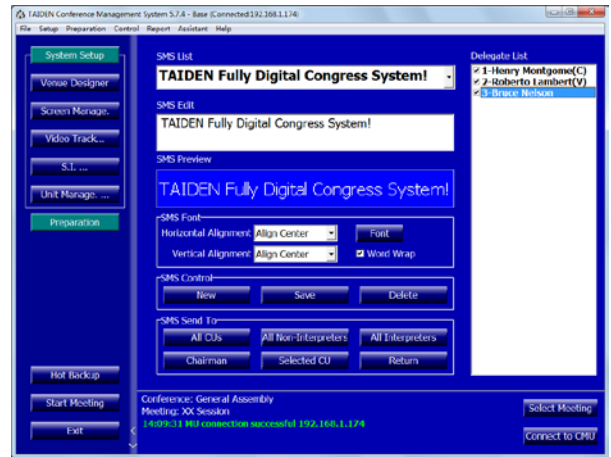 TAIDEN Conference Management System 5.7.4 - Base (Connected:192.168.1.174)
File Setup Preparation Control Report Assistant Help
System Setup
Venue Designer
Screen Manage.
Video Track...
S.I. ...
Unit Manage. ...
Preparation
Hot Backup
Start Meeting
Exit
SMS List
TAIDEN Fully Digital Congress System!
SMS Edit
TAIDEN Fully Digital Congress System!
SMS Preview
TAIDEN Fully Digital Congress System!
SMS Font
Horizontal Alignment Align Center Font
Vertical Alignment Align Center Word Wrap
SMS Control
New Save Delete
SMS Send To
All CUs All Non-Interpreters All Interpreters
Chairman Selected CU Return
Delegate List
1-Henry Montgome(C)
2-Roberto Lambert(V)
3-Bruce Nelson
Conference: General Assembly
Meeting: XX Session
14:09:31 MU connection successful 192.168.1.174
Select Meeting
Connect to CMU